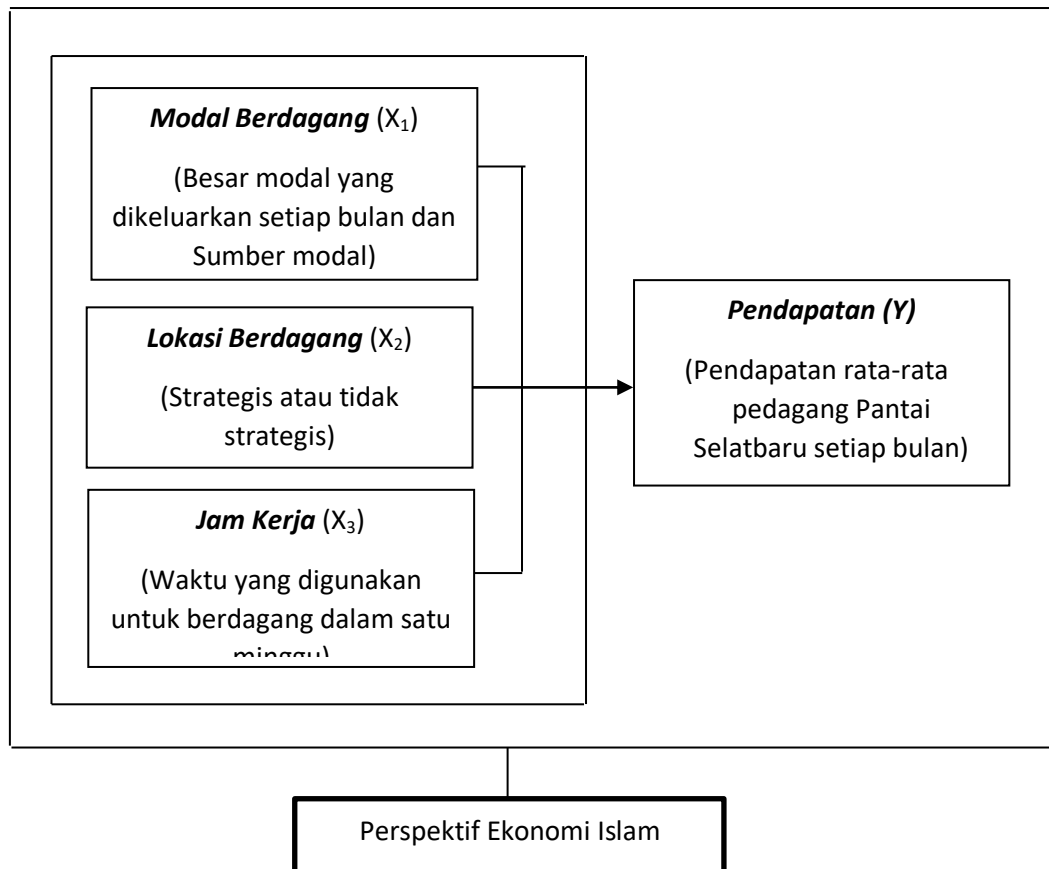 Modal Berdagang (X₁)
(Besar modal yang
dikeluarkan setiap bulan dan
Sumber modal)
Lokasi Berdagang (X₂)
(Strategis atau tidak
strategis)
Jam Kerja (X₃)
(Waktu yang digunakan
untuk berdagang dalam satu
minggu)
Pendapatan (Y)
(Pendapatan rata-rata
pedagang Pantai
Selatbaru setiap bulan)
Perspektif Ekonomi Islam